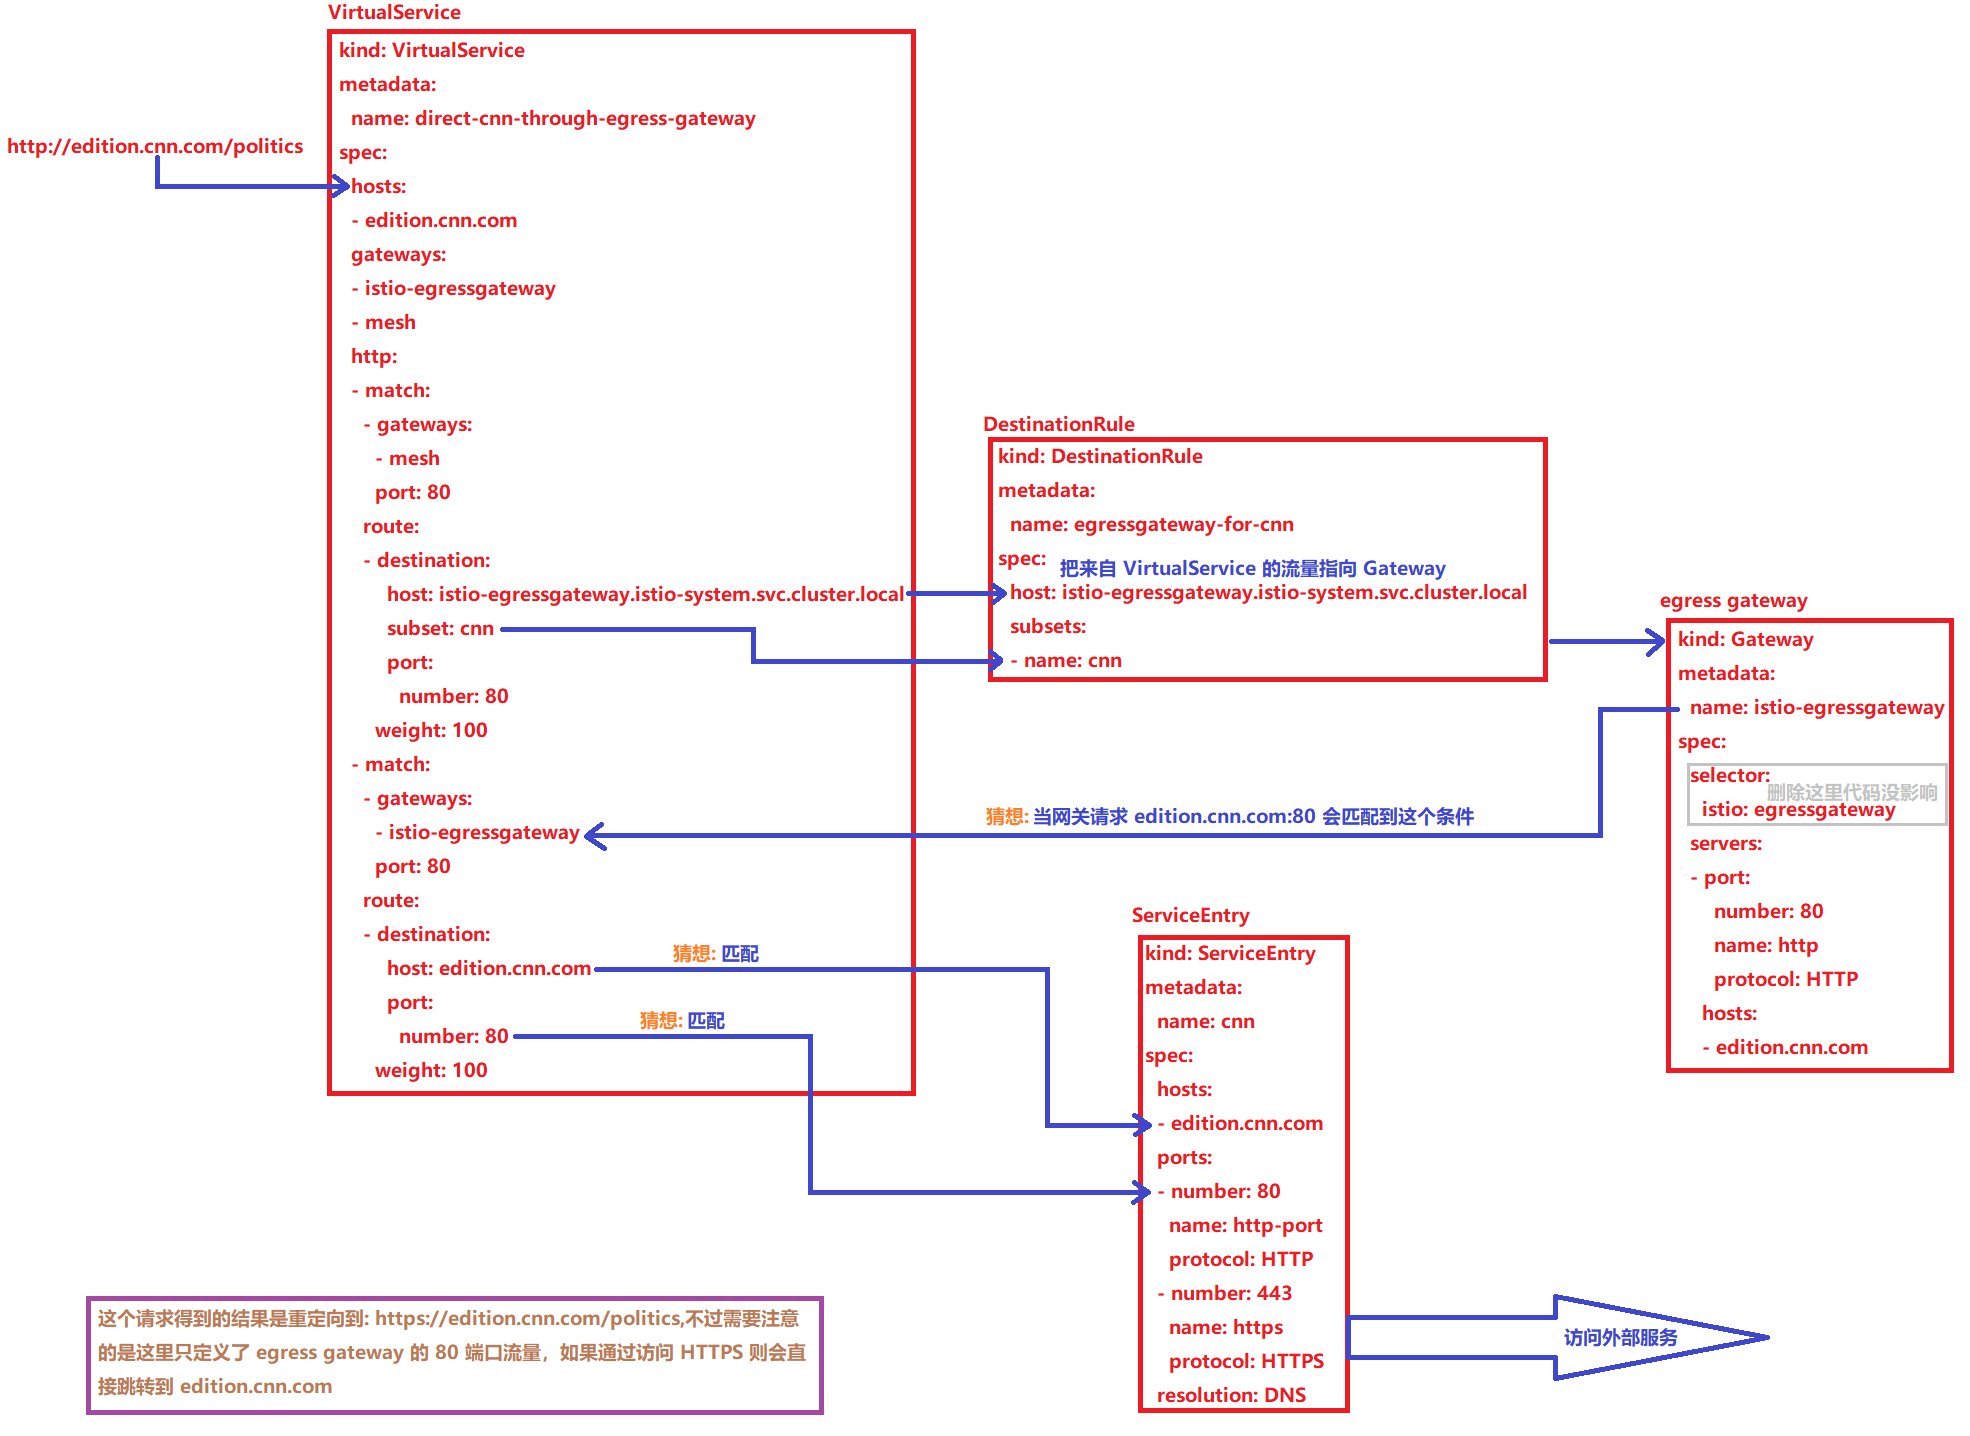 VirtualService
kind: VirtualService
metadata:
name: direct-cnn-through-egress-gateway
http://edition.cnn.com/politics
spec:
hosts:
- edition.cnn.com
gateways:
- istio-egressgateway
- mesh
http:
- match:
- gateways:
- mesh
port: 80
route:
- destination:
host: istio-egressgateway.istio-system.svc.cluster.local
subset: cnn
port:
number: 80
weight: 100
- match:
- gateways:
- istio-egressgateway
port: 80
route:
- destination:
host: edition.cnn.com
port:
number: 80
weight: 100
DestinationRule
kind: DestinationRule
metadata:
name: egressgateway-for-cnn
spec:
把来自 VirtualService 的流量指向 Gateway
host: istio-egressgateway.istio-system.svc.cluster.local
subsets:
- name: cnn
egress gateway
kind: Gateway
metadata:
name: istio-egressgateway
spec:
selector:
删除这里代码没影响
istio: egressgateway
servers:
- port:
number: 80
name: http
protocol: HTTP
hosts:
- edition.cnn.com
猜想: 当网关请求 edition.cnn.com:80 会匹配到这个条件
猜想: 匹配
猜想: 匹配
ServiceEntry
kind: ServiceEntry
metadata:
name: cnn
spec:
hosts:
- edition.cnn.com
ports:
- number: 80
name: http-port
protocol: HTTP
- number: 443
name: https
protocol: HTTPS
resolution: DNS
访问外部服务
这个请求得到的结果是重定向到: https://edition.cnn.com/politics,不过需要注意
的是这里只定义了 egress gateway 的 80 端口流量，如果通过访问 HTTPS 则会直
接跳转到 edition.cnn.com